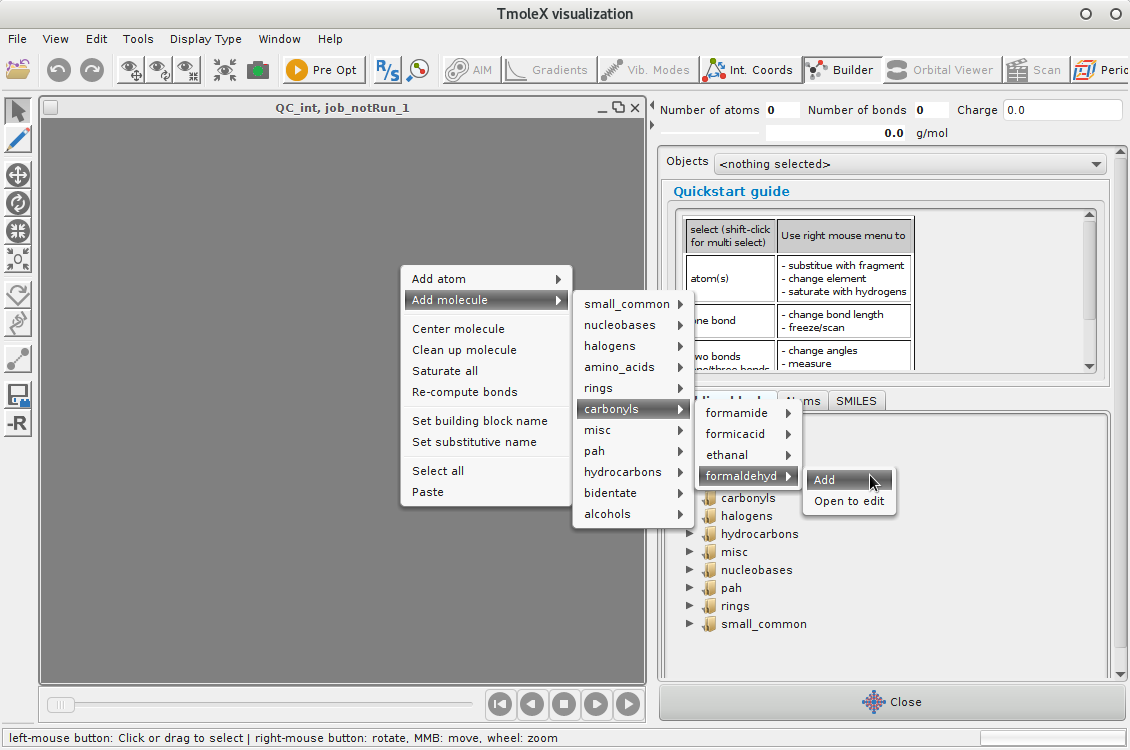 TmoleX visualization
File View Edit Tools Display Type Window Help
Pre Opt R/S AIM Gradients Vib. Modes Int. Coords Builder Orbital Viewer Scan Peric
QC_int, job_notRun_1
Number of atoms 0 Number of bonds 0 Charge 0.0
0.0 g/mol
Objects <nothing selected>
Quickstart guide
select (shift-click
for multi select)
Use right mouse menu to
atom(s)
- substitue with fragment
- change element
- saturate with hydrogens
one bond
- change bond length
- freeze/scan
two bonds
- change angles
- measure
Add atom
Add molecule
Center molecule
Clean up molecule
Saturate all
Re-compute bonds
Set building block name
Set substitutive name
Select all
Paste
small_common
nucleobases
halogens
amino_acids
rings
carbonyls
misc
pah
hydrocarbons
bidentate
alcohols
formamide
formicacid
ethanal
formaldehyd
Add
Open to edit
SMILES
carbonyls
halogens
hydrocarbons
misc
nucleobases
pah
rings
small_common
-R
Close
left-mouse button: Click or drag to select | right-mouse button: rotate, MMB: move, wheel: zoom